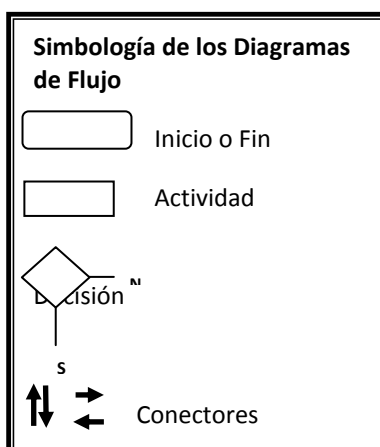 Simbología de los Diagramas
de Flujo
Inicio o Fin
Actividad
N
Decisión
S
Conectores